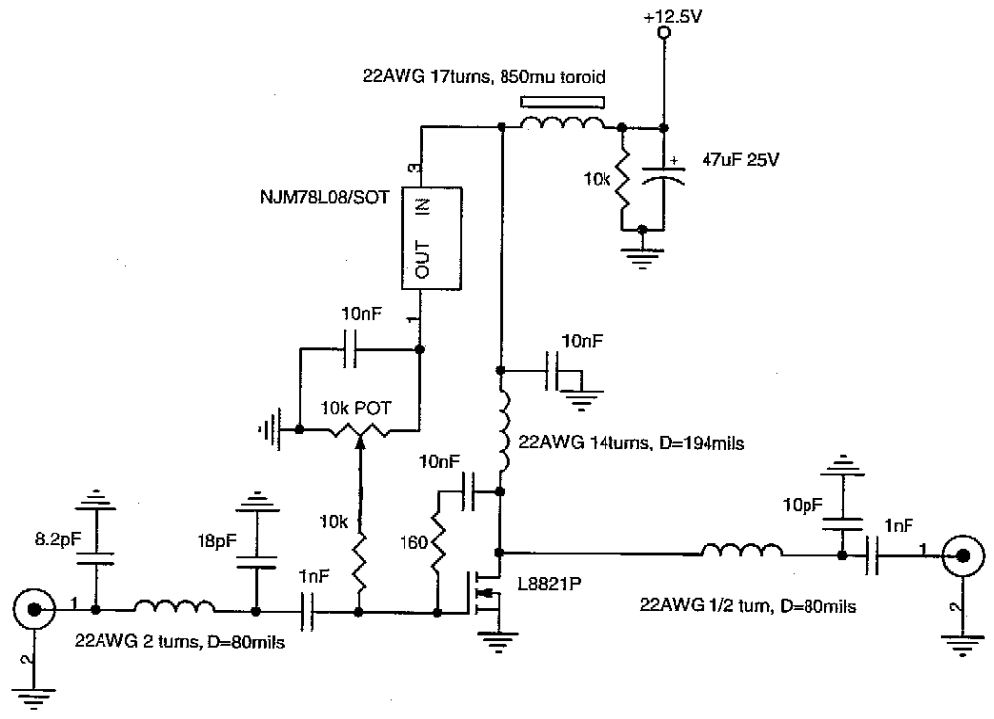 +12.5V
22AWG 17turns, 850mu toroid
10k
+
47uF 25V
3
NJM78L08/SOT
IN
OUT
1
10nF
10nF
10k POT
22AWG 14turns, D=194mils
10nF
10k
160
8.2pF
18pF
1nF
10pF
1nF
1
1
L8821P
22AWG 1/2 turn, D=80mils
22AWG 2 turns, D=80mils
2
2